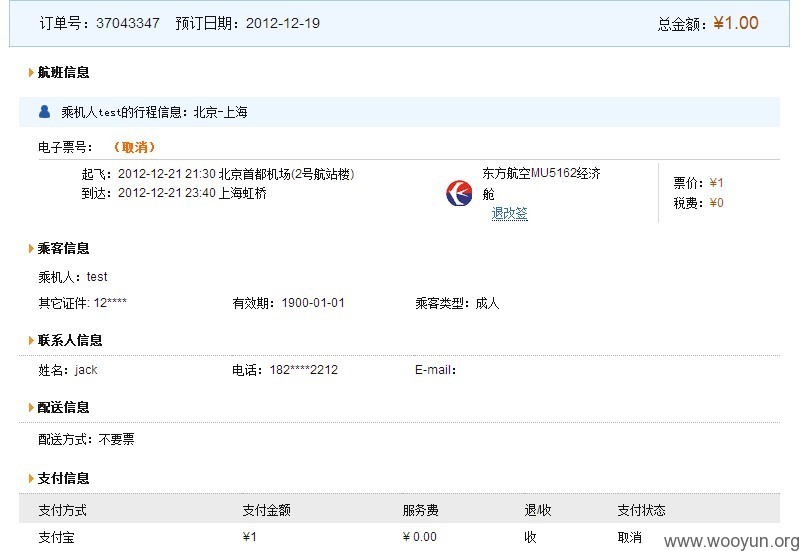 订单号：37043347 预订日期：2012-12-19 总金额：¥1.00
航班信息
乘机人test的行程信息：北京-上海
电子票号： （取消）
起飞：2012-12-21 21:30 北京首都机场(2号航站楼)
到达：2012-12-21 23:40 上海虹桥
东方航空MU5162经济
舱
退改签
票价：¥1
税费：¥0
乘客信息
乘机人：test
其它证件: 12**** 有效期：1900-01-01 乘客类型：成人
联系人信息
姓名：jack 电话：182****2212 E-mail：
配送信息
配送方式：不要票
支付信息
支付方式 支付金额 服务费 退/收 支付状态
支付宝 ¥1 ¥ 0.00 收 取消
www.wooyun.org